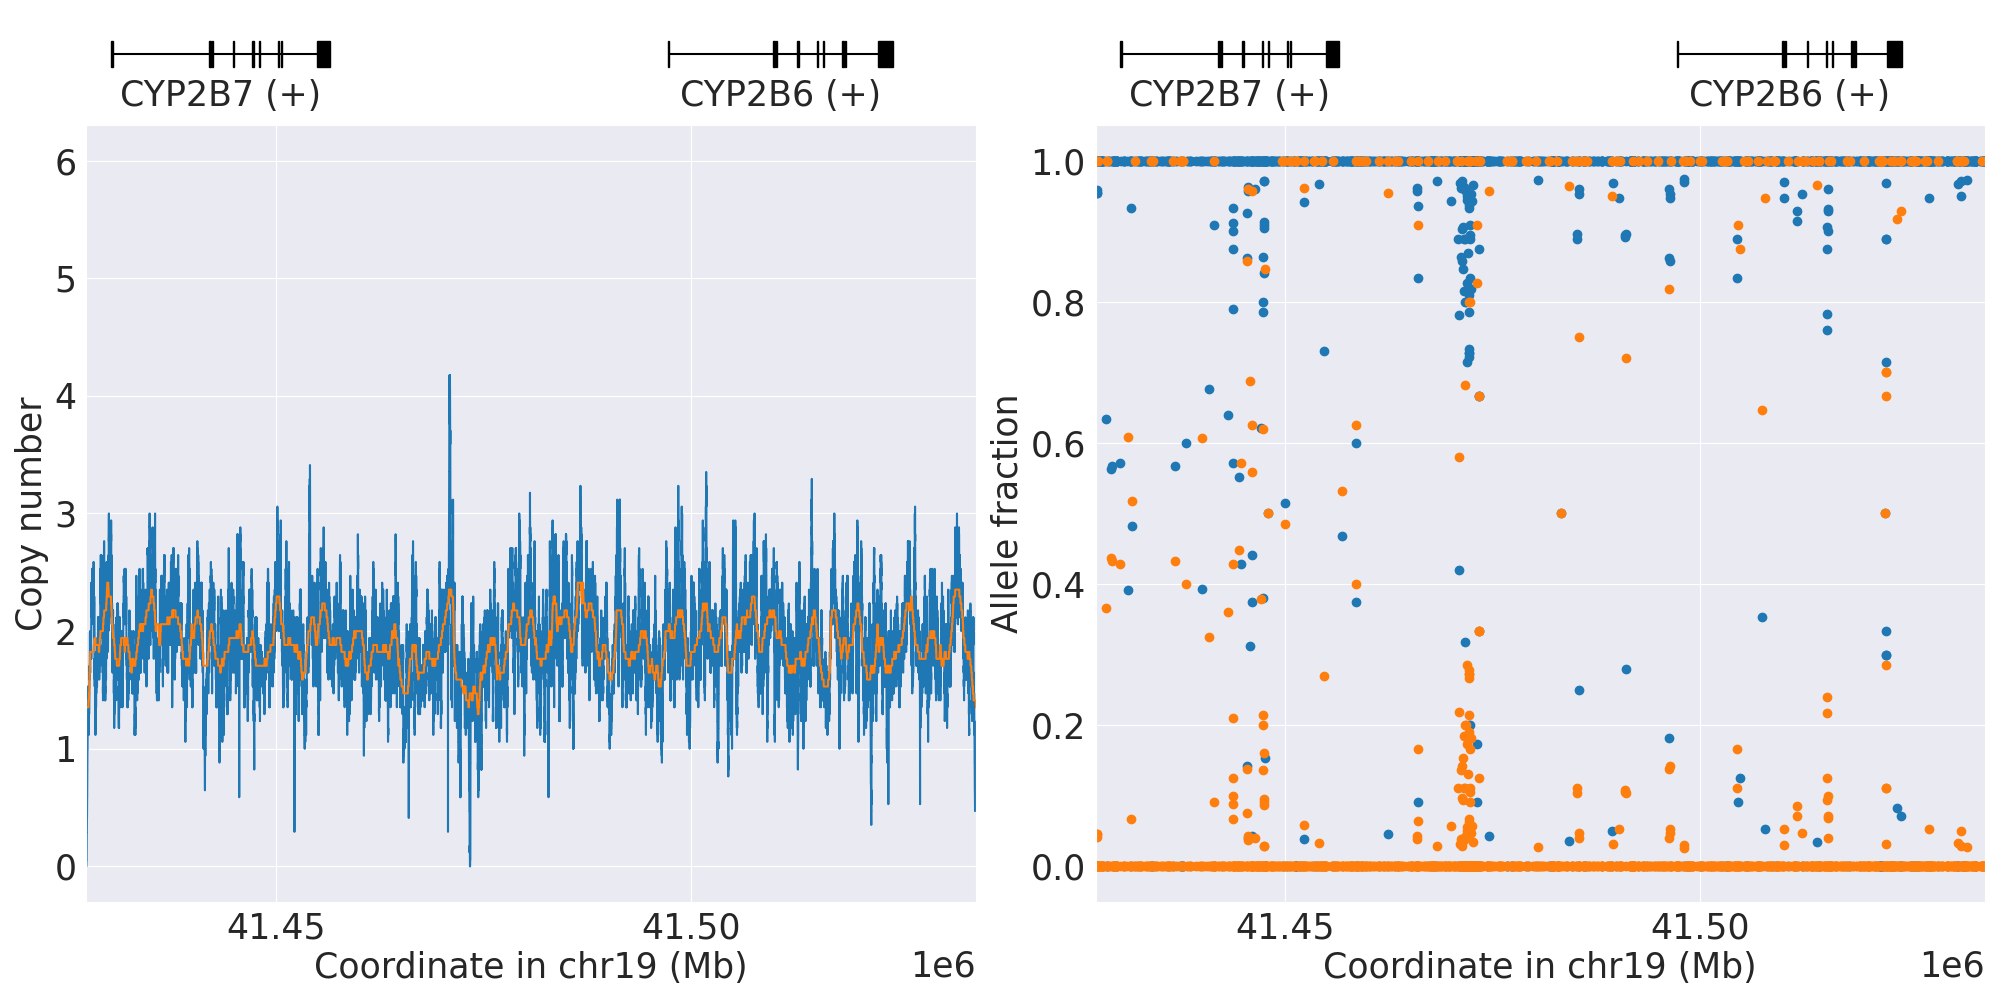 CYP2B7 (+)
CYP2B6 (+)
Copy number
6
5
4
3
2
1
0
41.45
41.50
Coordinate in chr19 (Mb)
1e6
CYP2B7 (+)
CYP2B6 (+)
Allele fraction
1.0
0.8
0.6
0.4
0.2
0.0
41.45
41.50
Coordinate in chr19 (Mb)
1e6